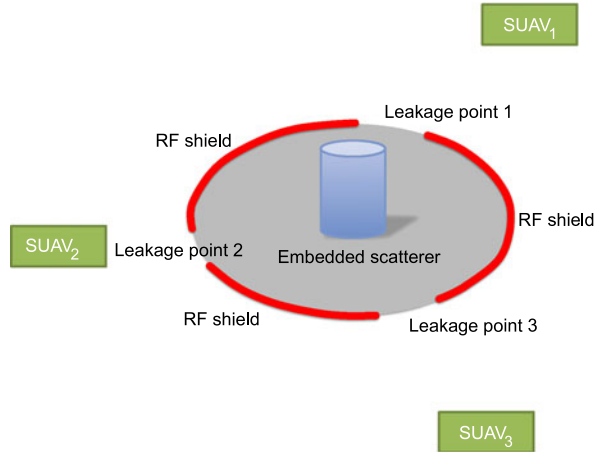 SUAV₁
Leakage point 1
RF shield
RF shield
SUAV₂
Leakage point 2
Embedded scatterer
RF shield
Leakage point 3
SUAV₃